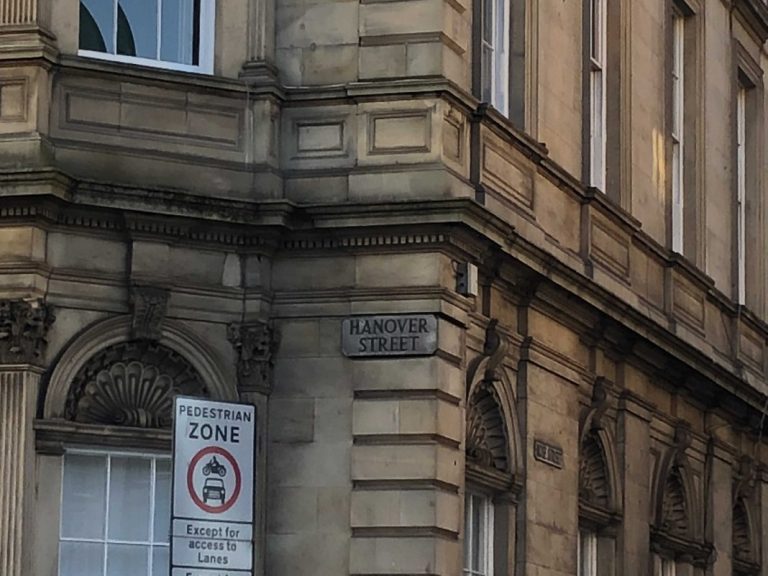 HANOVER
STREET
PEDESTRIAN
ZONE
Except for
access to
Lanes